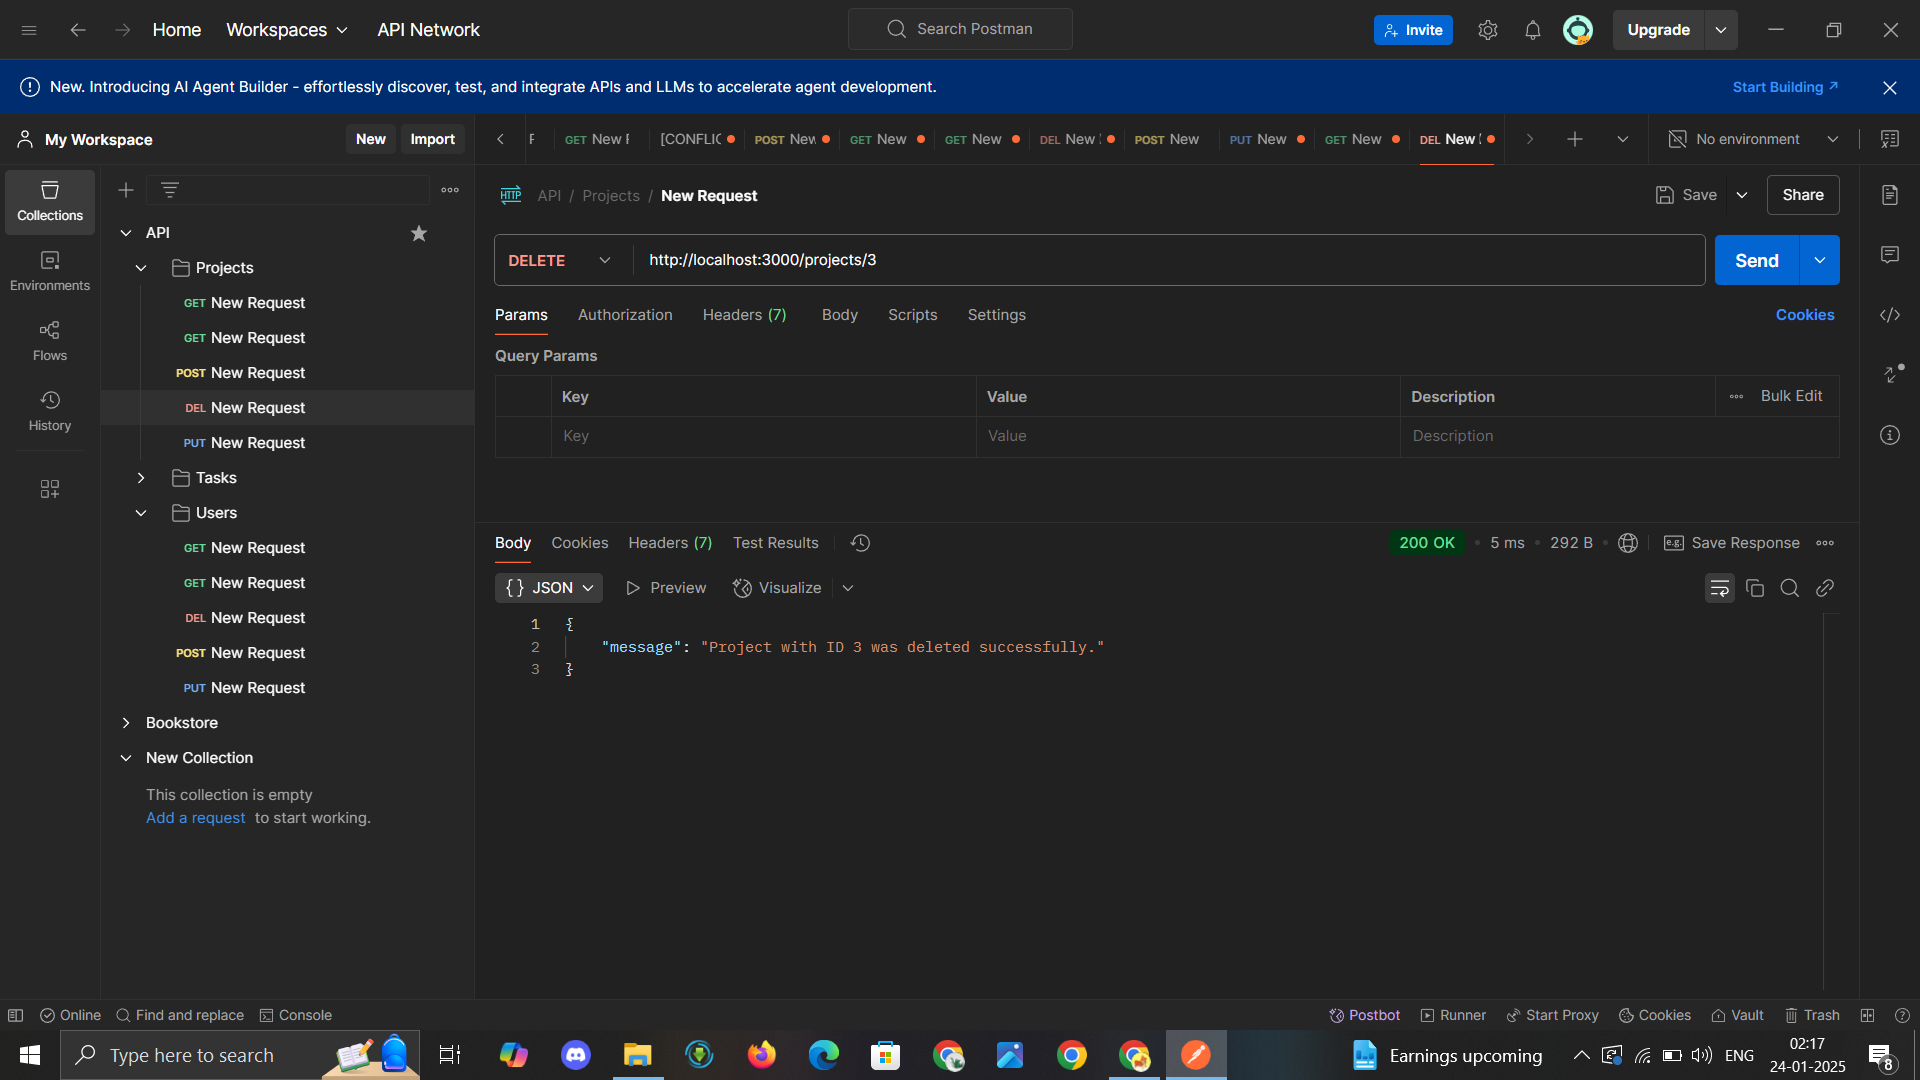 Home
Workspaces
API Network
Search Postman
Invite
Upgrade
New. Introducing AI Agent Builder - effortlessly discover, test, and integrate APIs and LLMs to accelerate agent development.
Start Building
My Workspace
New
Import
GET New
[CONFLIC
POST New
GET New
GET New
DEL New
POST New
PUT New
GET New
DEL New
No environment
Collections
Environments
Flows
History
API
Projects
GET New Request
GET New Request
POST New Request
DEL New Request
PUT New Request
Tasks
Users
GET New Request
GET New Request
DEL New Request
POST New Request
PUT New Request
Bookstore
New Collection
This collection is empty
Add a request to start working.
HTTP
API / Projects / New Request
Save
Share
DELETE
http://localhost:3000/projects/3
Send
Params
Authorization
Headers (7)
Body
Scripts
Settings
Cookies
Query Params
Key
Value
Description
Bulk Edit
Key
Value
Description
Body
Cookies
Headers (7)
Test Results
200 OK
5 ms
292 B
e.g.
Save Response
{} JSON
Preview
Visualize
1 {
2 "message": "Project with ID 3 was deleted successfully."
3 }
Online
Find and replace
Console
Postbot
Runner
Start Proxy
Cookies
Vault
Trash
Type here to search
Earnings upcoming
ENG
02:17
24-01-2025
8